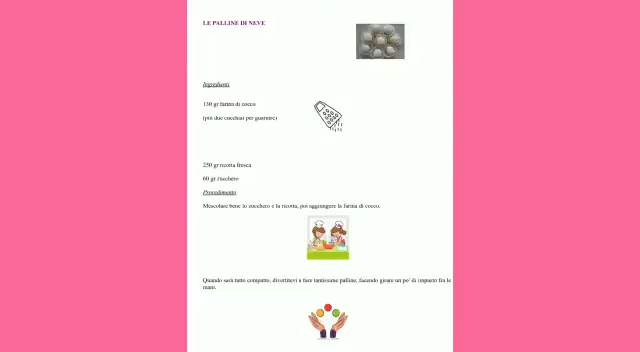 LE PALLINE DI NEVE
Ingredienti
130 gr farina di cocco
(più due cucchiai per guarnire)
250 gr ricotta fresca
60 gr zucchero
Procedimento
Mescolare bene lo zucchero e la ricotta, poi aggiungere la farina di cocco.
Quando sarà tutto compatto, divertitevi a fare tantissime palline, facendo girare un po' di impasto fra le
mani.